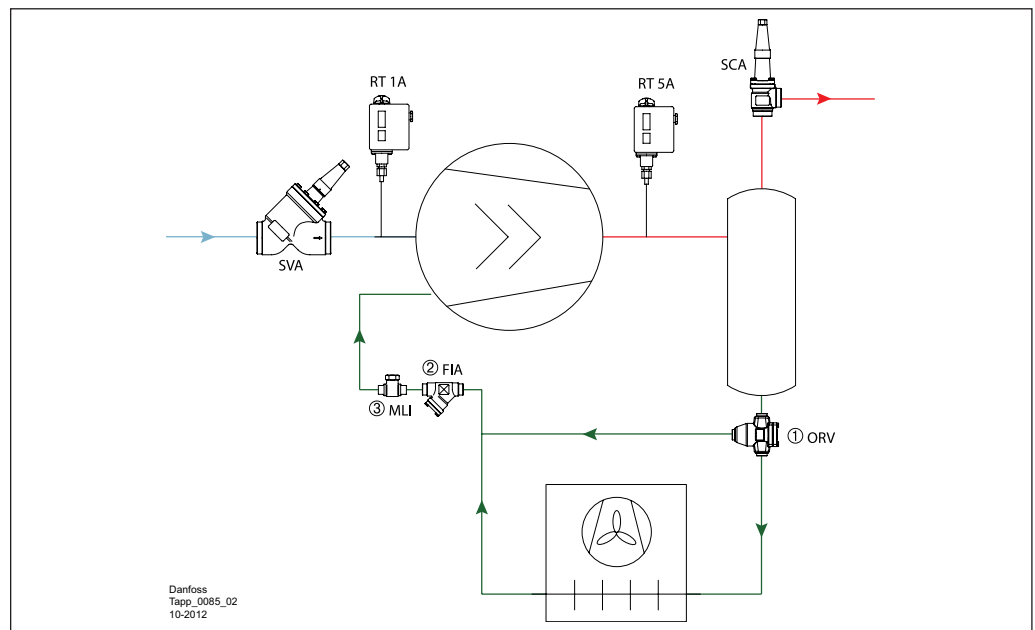 RT 1A
RT 5A
SCA
SVA
② FIA
③ MLI
① ORV
Danfoss
Tapp_0085_02
10-2012